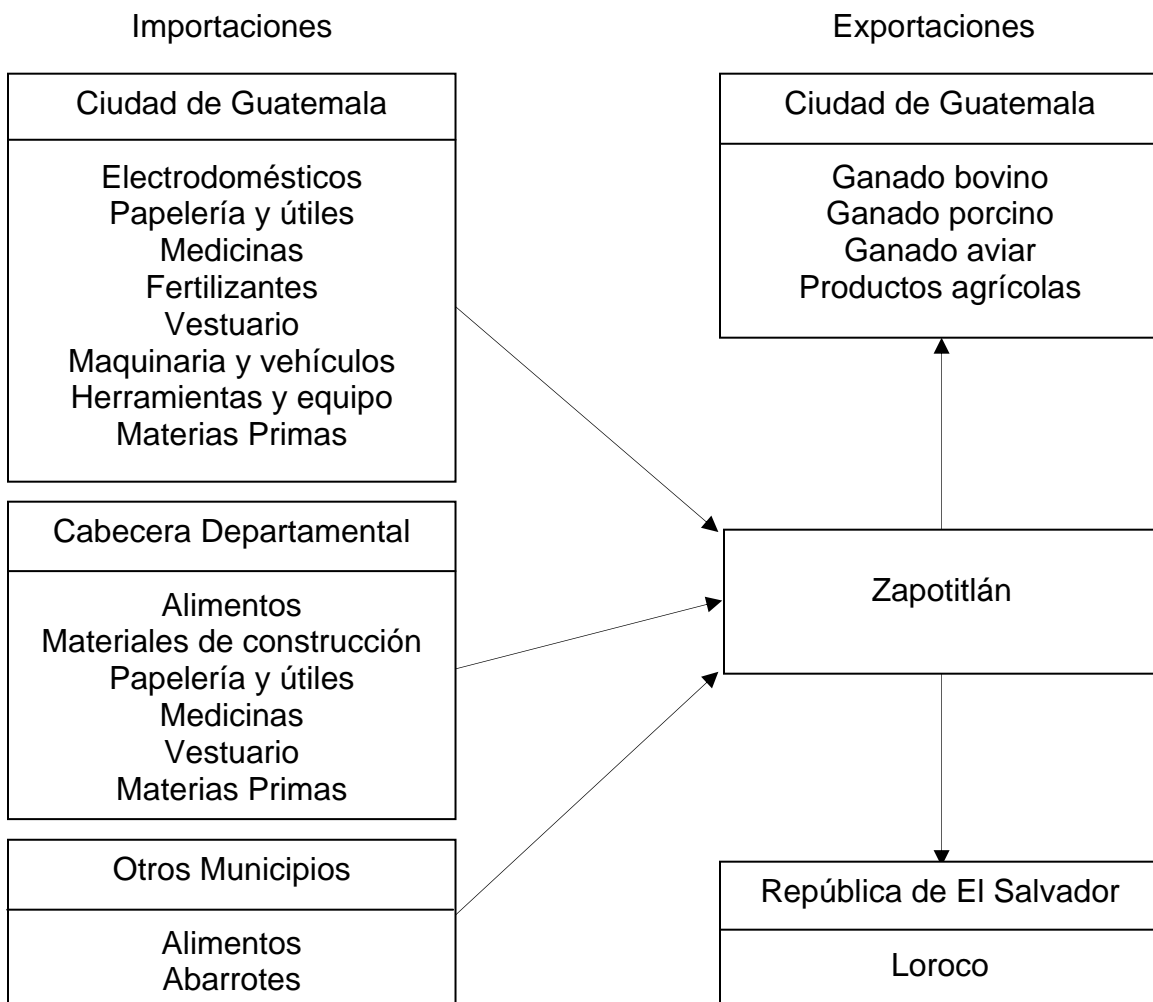 Importaciones
Ciudad de Guatemala
Electrodomésticos
Papelería y útiles
Medicinas
Fertilizantes
Vestuario
Maquinaria y vehículos
Herramientas y equipo
Materias Primas
Cabecera Departamental
Alimentos
Materiales de construcción
Papelería y útiles
Medicinas
Vestuario
Materias Primas
Otros Municipios
Alimentos
Abarrotes
Exportaciones
Ciudad de Guatemala
Ganado bovino
Ganado porcino
Ganado aviar
Productos agrícolas
Zapotitlán
República de El Salvador
Loroco